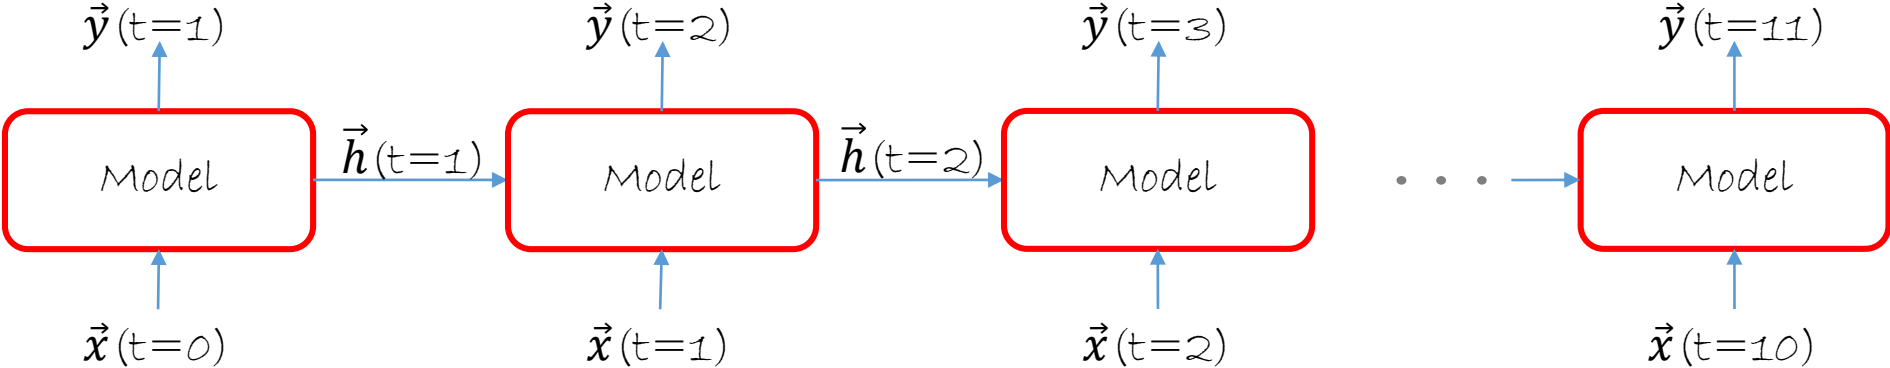 y⃗(t=1) y⃗(t=2) y⃗(t=3) y⃗(t=11)
Model h⃗(t=1) Model h⃗(t=2) Model . . . Model
x⃗(t=0) x⃗(t=1) x⃗(t=2) x⃗(t=10)